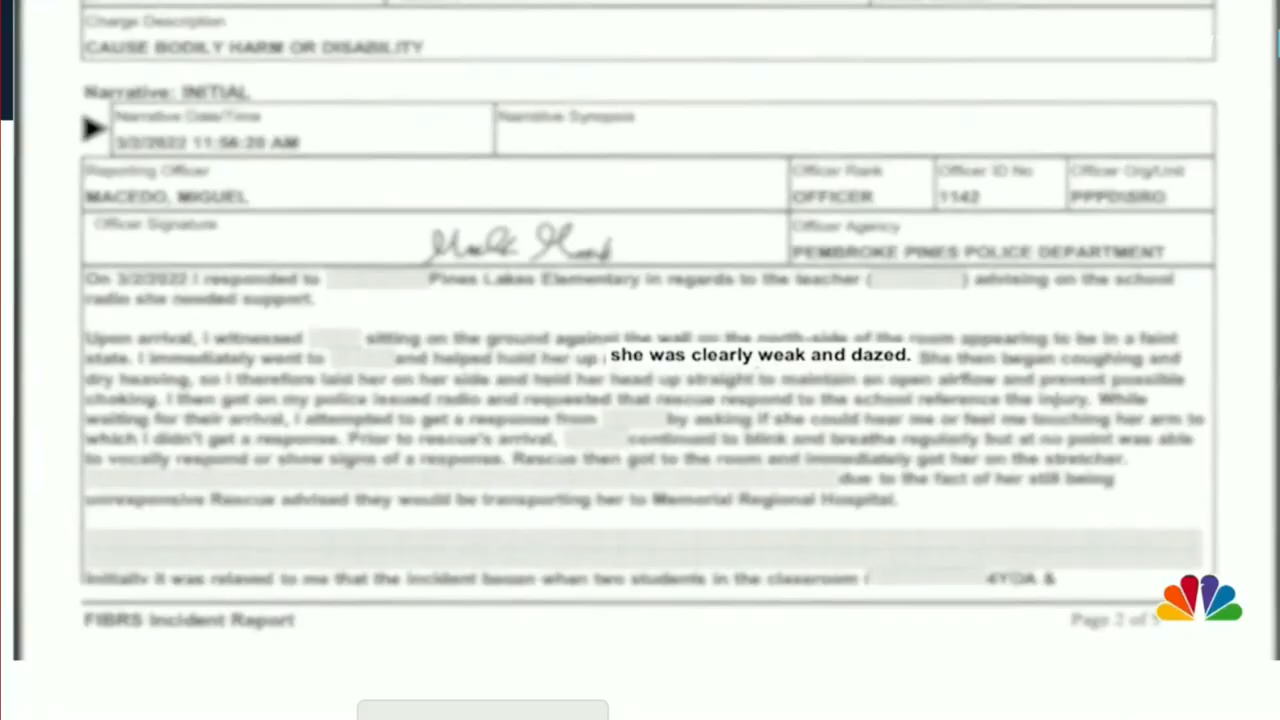 Charge Description
CAUSE BODILY HARM OR DISABILITY
Narrative: INITIAL
Narrative Date/Time
Narrative Synopsis
3/2/2022 11:56:20 AM
Reporting Officer
Officer Rank
Officer ID No
Officer Org/Unit
MACEDO, MIGUEL
OFFICER
1142
Officer Signature
Officer Agency
PEMBROKE PINES POLICE DEPARTMENT
On 3/2/2022 I responded to Pines Lakes Elementary in regards to the teacher ( ) advising on the school
radio she needed support.
Upon arrival, I witnessed sitting on the ground against the wall on the north-side of the room appearing to be in a faint
state. I immediately went to and helped hold her up she was clearly weak and dazed. She then began coughing and
dry heaving, so I therefore laid her on her side and held her head up straight to maintain an open airflow and prevent possible
choking. I then got on my police issued radio and requested that rescue respond to the school reference the injury. While
waiting for their arrival, I attempted to get a response from by asking if she could hear me or feel me touching her arm to
which I didn't get a response. Prior to rescue's arrival, continued to blink and breathe regularly but at no point was able
to vocally respond or show signs of a response. Rescue then got to the room and immediately got her on the stretcher.
due to the fact of her still being
unresponsive Rescue advised they would be transporting her to Memorial Regional Hospital.
Initially it was relayed to me that the incident began when two students in the classroom ( 4YOA &
FIBRS Incident Report
Page 2 of 5